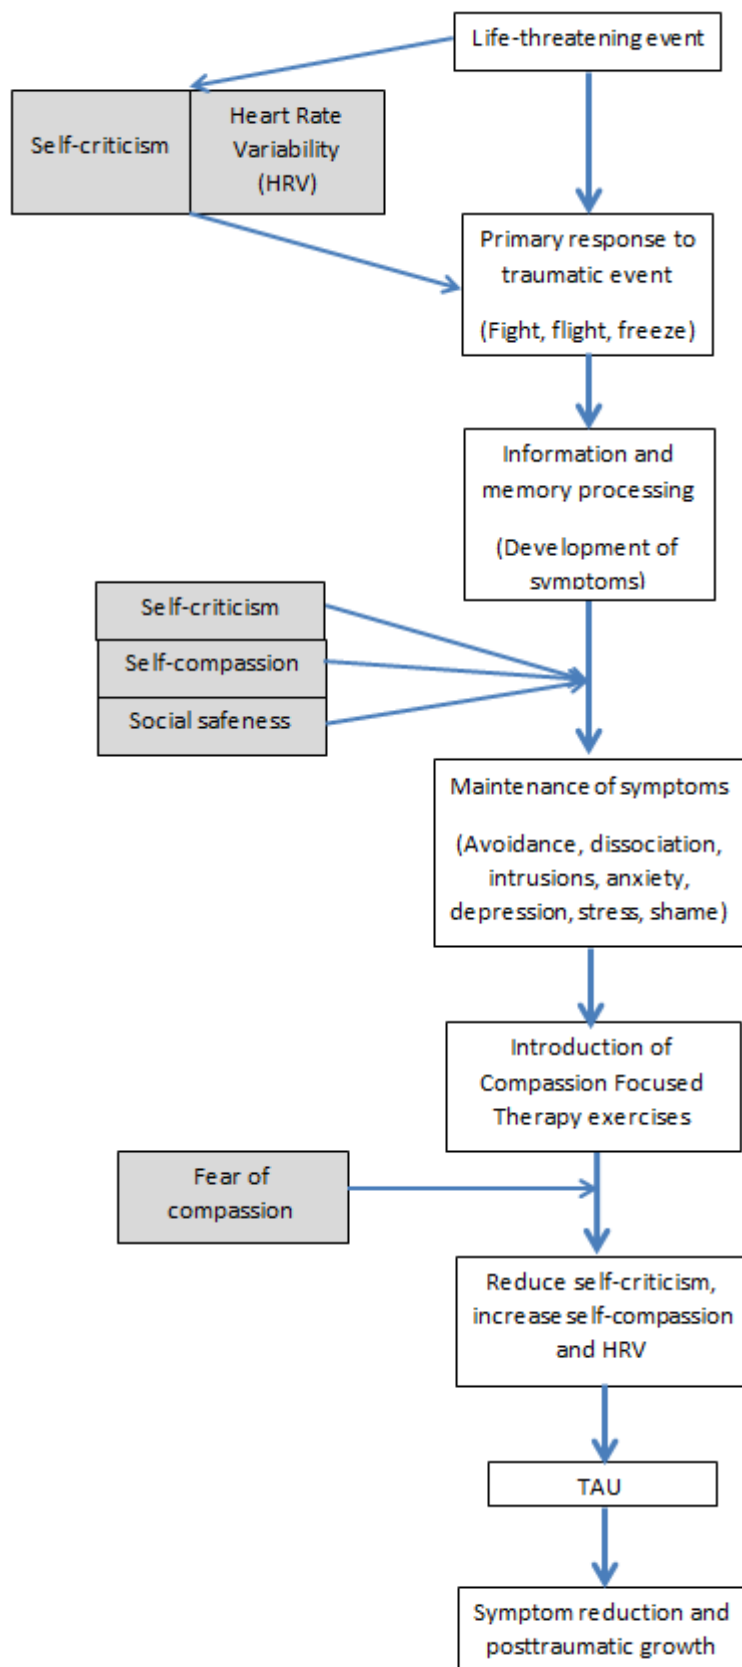 Life-threatening event
Self-criticism
Heart Rate
Variability
(HRV)
Primary response to
traumatic event
(Fight, flight, freeze)
Information and
memory processing
(Development of
symptoms)
Self-criticism
Self-compassion
Social safeness
Maintenance of symptoms
(Avoidance, dissociation,
intrusions, anxiety,
depression, stress, shame)
Introduction of
Compassion Focused
Therapy exercises
Fear of
compassion
Reduce self-criticism,
increase self-compassion
and HRV
TAU
Symptom reduction and
posttraumatic growth